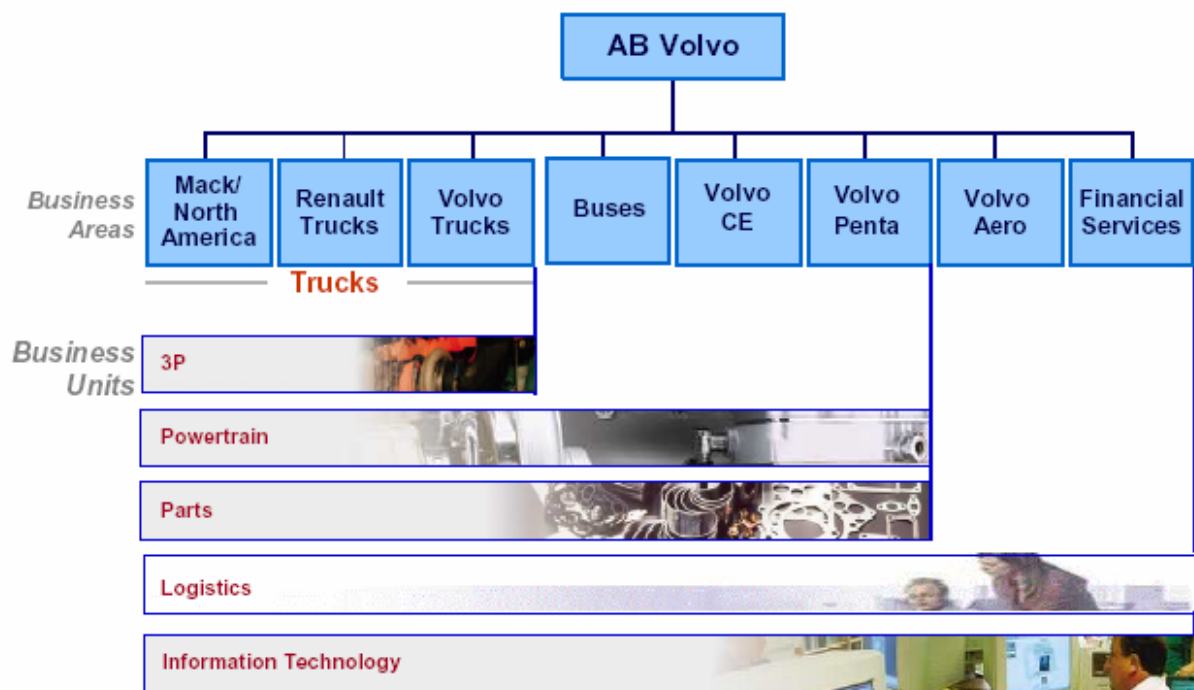 AB Volvo
Business
Areas
Mack/
North
America
Renault
Trucks
Volvo
Trucks
Buses
Volvo
CE
Volvo
Penta
Volvo
Aero
Financial
Services
Trucks
Business
Units
3P
Powertrain
Parts
Logistics
Information Technology